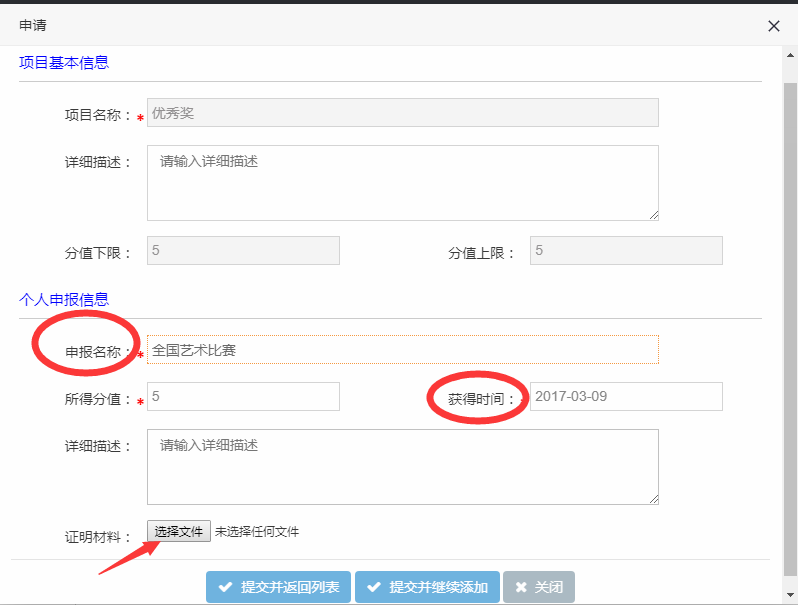 申请
项目基本信息
项目名称：* 优秀奖
详细描述： 请输入详细描述
分值下限： 5 分值上限： 5
个人申报信息
申报名称：* 全国艺术比赛
所得分值：* 5 获得时间：* 2017-03-09
详细描述： 请输入详细描述
证明材料： 选择文件 未选择任何文件
提交并返回列表 提交并继续添加 关闭